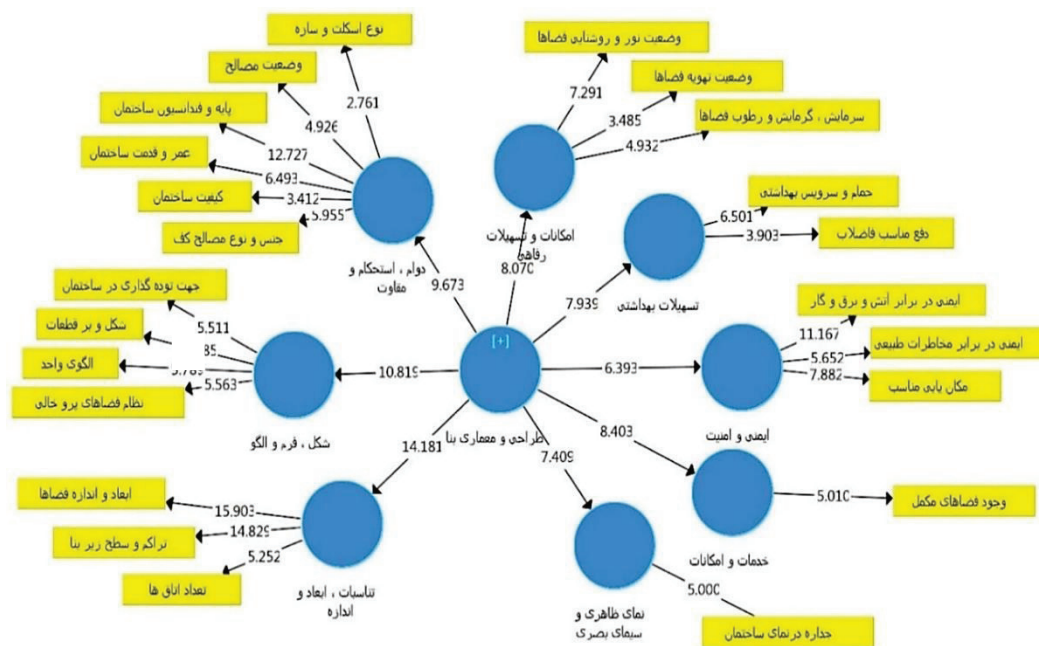 نوع اسکلت و سازه
وضعیت مصالح
پایه و فنداسیون ساختمان
عمر و قدمت ساختمان
کیفیت ساختمان
جنس و نوع مصالح کف
2.761
4.926
12.727
6.493
3.412
5.955
دوام ، استحکام و
مقاوت
9.673
وضعیت نور و روشنایی فضاها
وضعیت تهویه فضاها
سرمایش ، گرمایش و رطوب فضاها
7.291
3.485
4.932
امکانات و تسهیلات
رفاهی
8.070
حمام و سرویس بهداشتی
دفع مناسب فاضلاب
6.501
3.903
تسهیلات بهداشتی
7.939
جهت توده گذاری در ساختمان
شکل و بر قطعات
الگوی واحد
نظام فضاهای پرو خالی
5.511
5.563
شکل ، فرم و الگو
10.819
[+]
طراحی و معماری بنا
ایمنی در برابر آتش و برق و گاز
ایمنی در برابر مخاطرات طبیعی
مکان یابی مناسب
11.167
5.652
7.882
ایمنی و امنیت
6.393
ابعاد و اندازه فضاها
تراکم و سطح زیر بنا
تعداد اتاق ها
15.903
14.829
5.252
تناسبات ، ابعاد و
اندازه
14.181
نمای ظاهری و
سیمای بصری
7.409
5.000
جداره در نمای ساختمان
خدمات و امکانات
8.403
5.010
وجود فضاهای مکمل